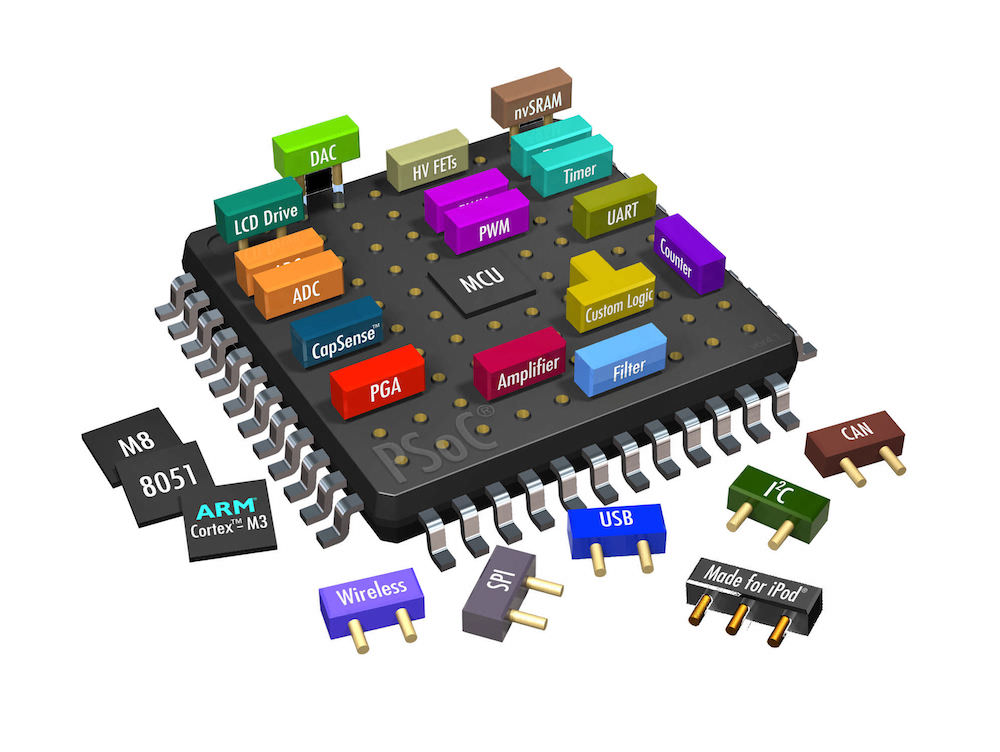 nvSRAM
DAC
HV FETs
Timer
LCD Drive
PWM
UART
Counter
ADC
MCU
Custom Logic
CapSense™
PGA
Amplifier
Filter
PSoC®
M8
8051
ARM®
Cortex™-M3
CAN
I²C
USB
SPI
Wireless
Made for iPod®